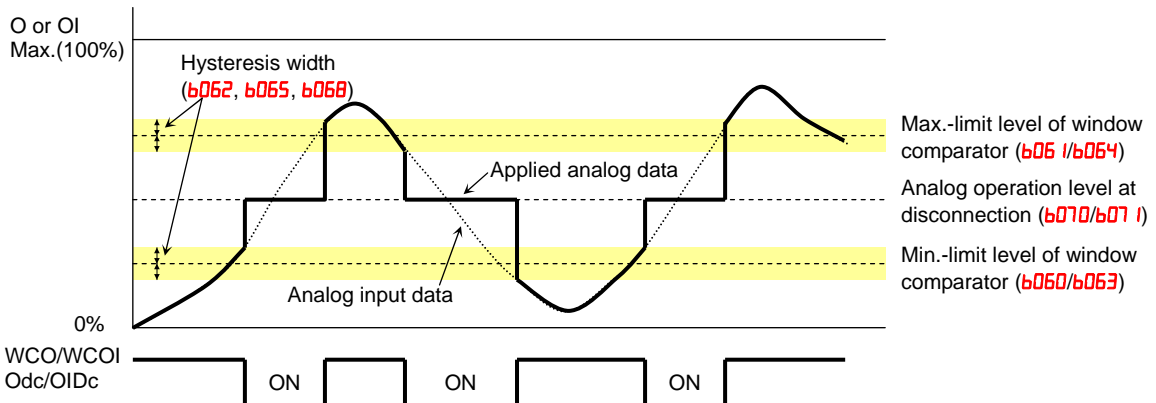 O or OI
Max.(100%)
Hysteresis width
(b062, b065, b068)
Max.-limit level of window
comparator (b061/b064)
Applied analog data
Analog operation level at
disconnection (b070/b071)
Min.-limit level of window
comparator (b060/b063)
Analog input data
0%
WCO/WCOI
Odc/OIDc
ON
ON
ON